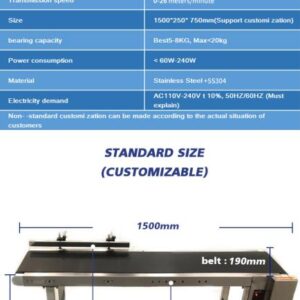 Transmission speed 0-26 meters/minute
Size 1500*250* 750mm(Support customi zation)
bearing capacity Best5-8KG, Max<20kg
Power consumption < 60W-240W
Material Stainless Steel +SS304
Electricity demand AC110V-240V t 10%, 50HZ/60HZ (Must explain)
Non- -standard customi zation can be made according to the actual situation of customers
STANDARD SIZE
(CUSTOMIZABLE)
1500mm
belt : 190mm